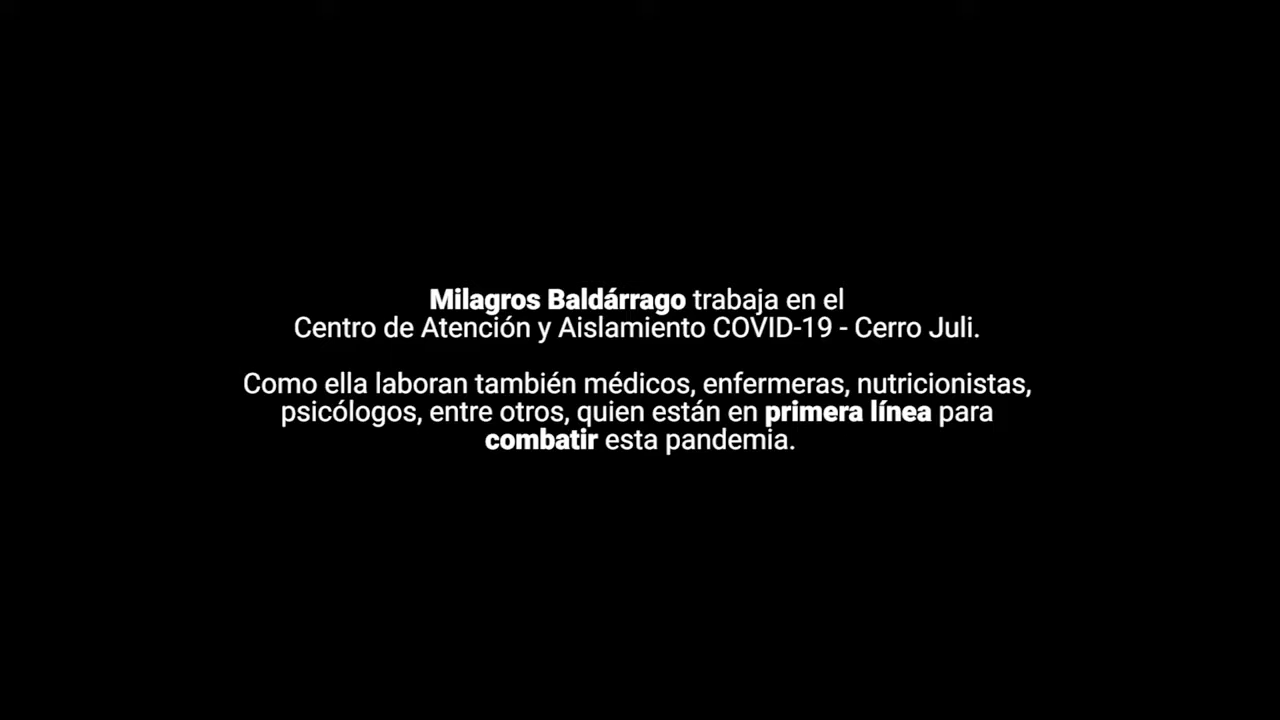 Milagros Baldárrago trabaja en el
Centro de Atención y Aislamiento COVID-19 - Cerro Juli.
Como ella laboran también médicos, enfermeras, nutricionistas,
psicólogos, entre otros, quien están en primera línea para
combatir esta pandemia.